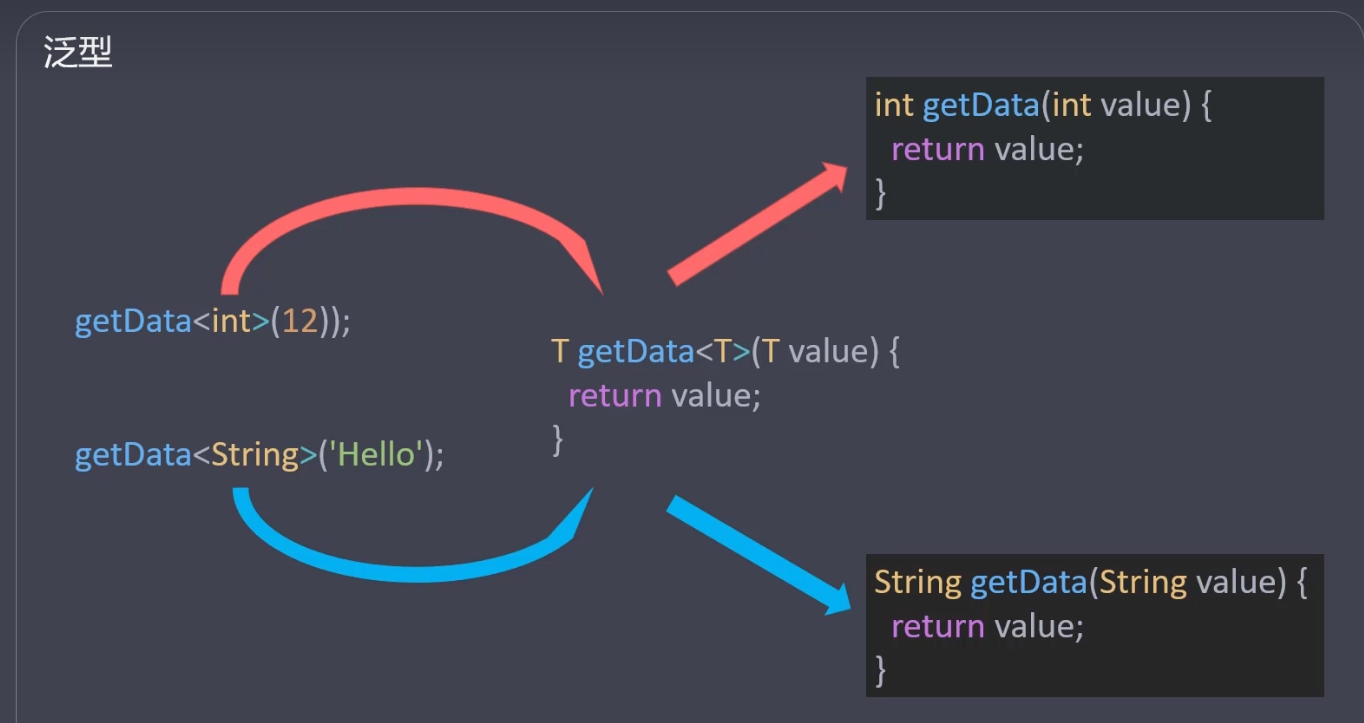 泛型
int getData(int value) {
return value;
}
getData<int>(12));
T getData<T>(T value) {
return value;
}
getData<String>('Hello');
String getData(String value) {
return value;
}